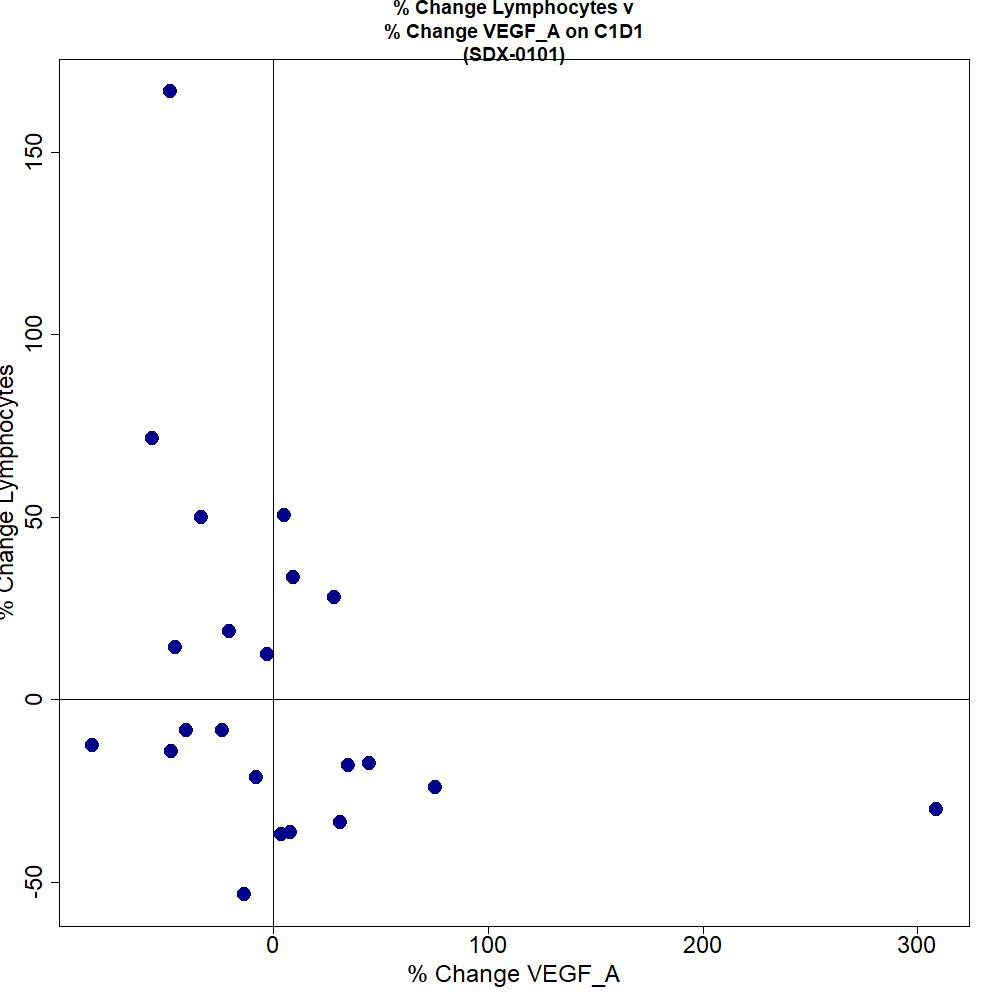 % Change Lymphocytes v
% Change VEGF_A on C1D1
(SDX-0101)
% Change Lymphocytes
150
100
50
0
-50
0
100
200
300
% Change VEGF_A